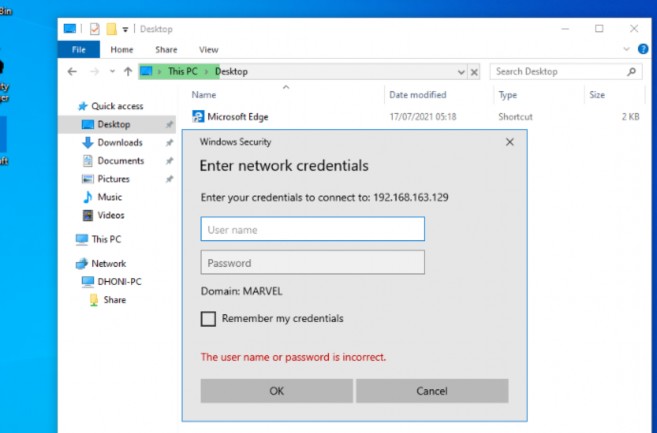 Bin
Desktop
File Home Share View
This PC > Desktop
Search Desktop
Name Date modified Type Size
Quick access
Desktop
Microsoft Edge 17/07/2021 05:18 Shortcut 2 KB
Downloads
Documents
Pictures
Music
Videos
This PC
Network
DHONI-PC
Share
Windows Security
Enter network credentials
Enter your credentials to connect to: 192.168.163.129
User name
Password
Domain: MARVEL
Remember my credentials
The user name or password is incorrect.
OK Cancel